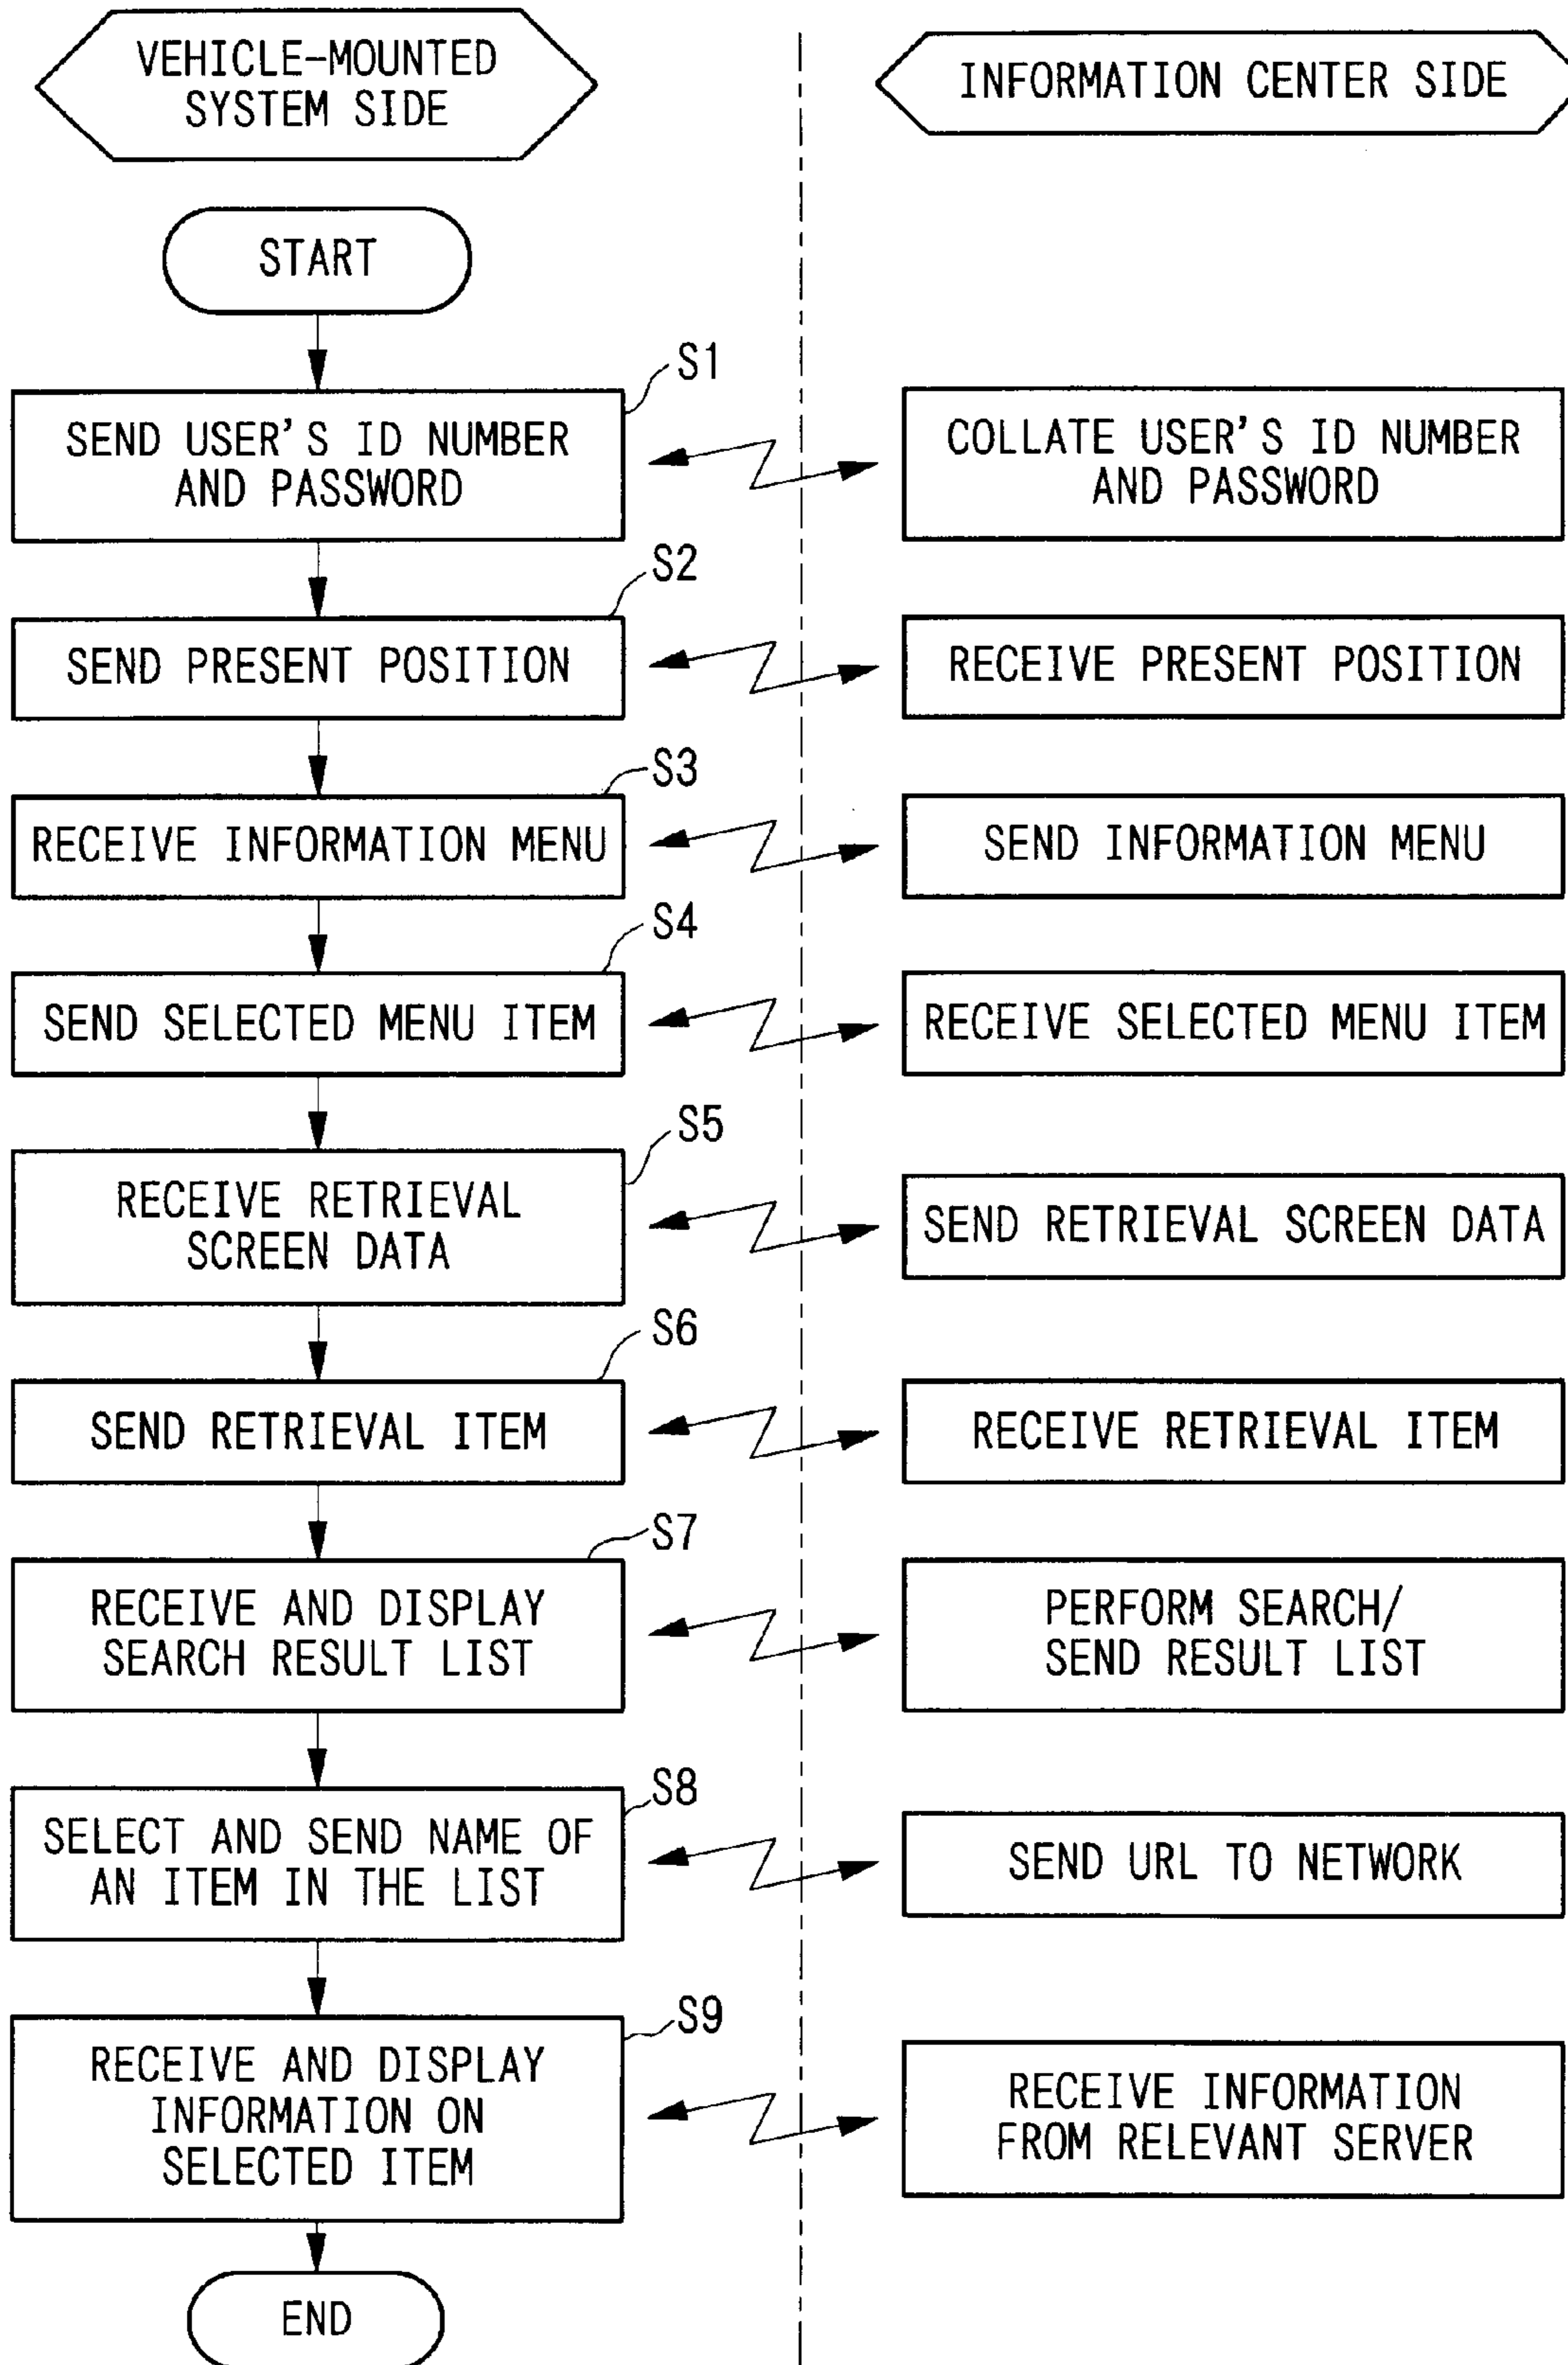 VEHICLE-MOUNTED
SYSTEM SIDE
INFORMATION CENTER SIDE
START
S1
SEND USER'S ID NUMBER
AND PASSWORD
COLLATE USER'S ID NUMBER
AND PASSWORD
S2
SEND PRESENT POSITION
RECEIVE PRESENT POSITION
S3
RECEIVE INFORMATION MENU
SEND INFORMATION MENU
S4
SEND SELECTED MENU ITEM
RECEIVE SELECTED MENU ITEM
S5
RECEIVE RETRIEVAL
SCREEN DATA
SEND RETRIEVAL SCREEN DATA
S6
SEND RETRIEVAL ITEM
RECEIVE RETRIEVAL ITEM
S7
RECEIVE AND DISPLAY
SEARCH RESULT LIST
PERFORM SEARCH/
SEND RESULT LIST
S8
SELECT AND SEND NAME OF
AN ITEM IN THE LIST
SEND URL TO NETWORK
S9
RECEIVE AND DISPLAY
INFORMATION ON
SELECTED ITEM
RECEIVE INFORMATION
FROM RELEVANT SERVER
END